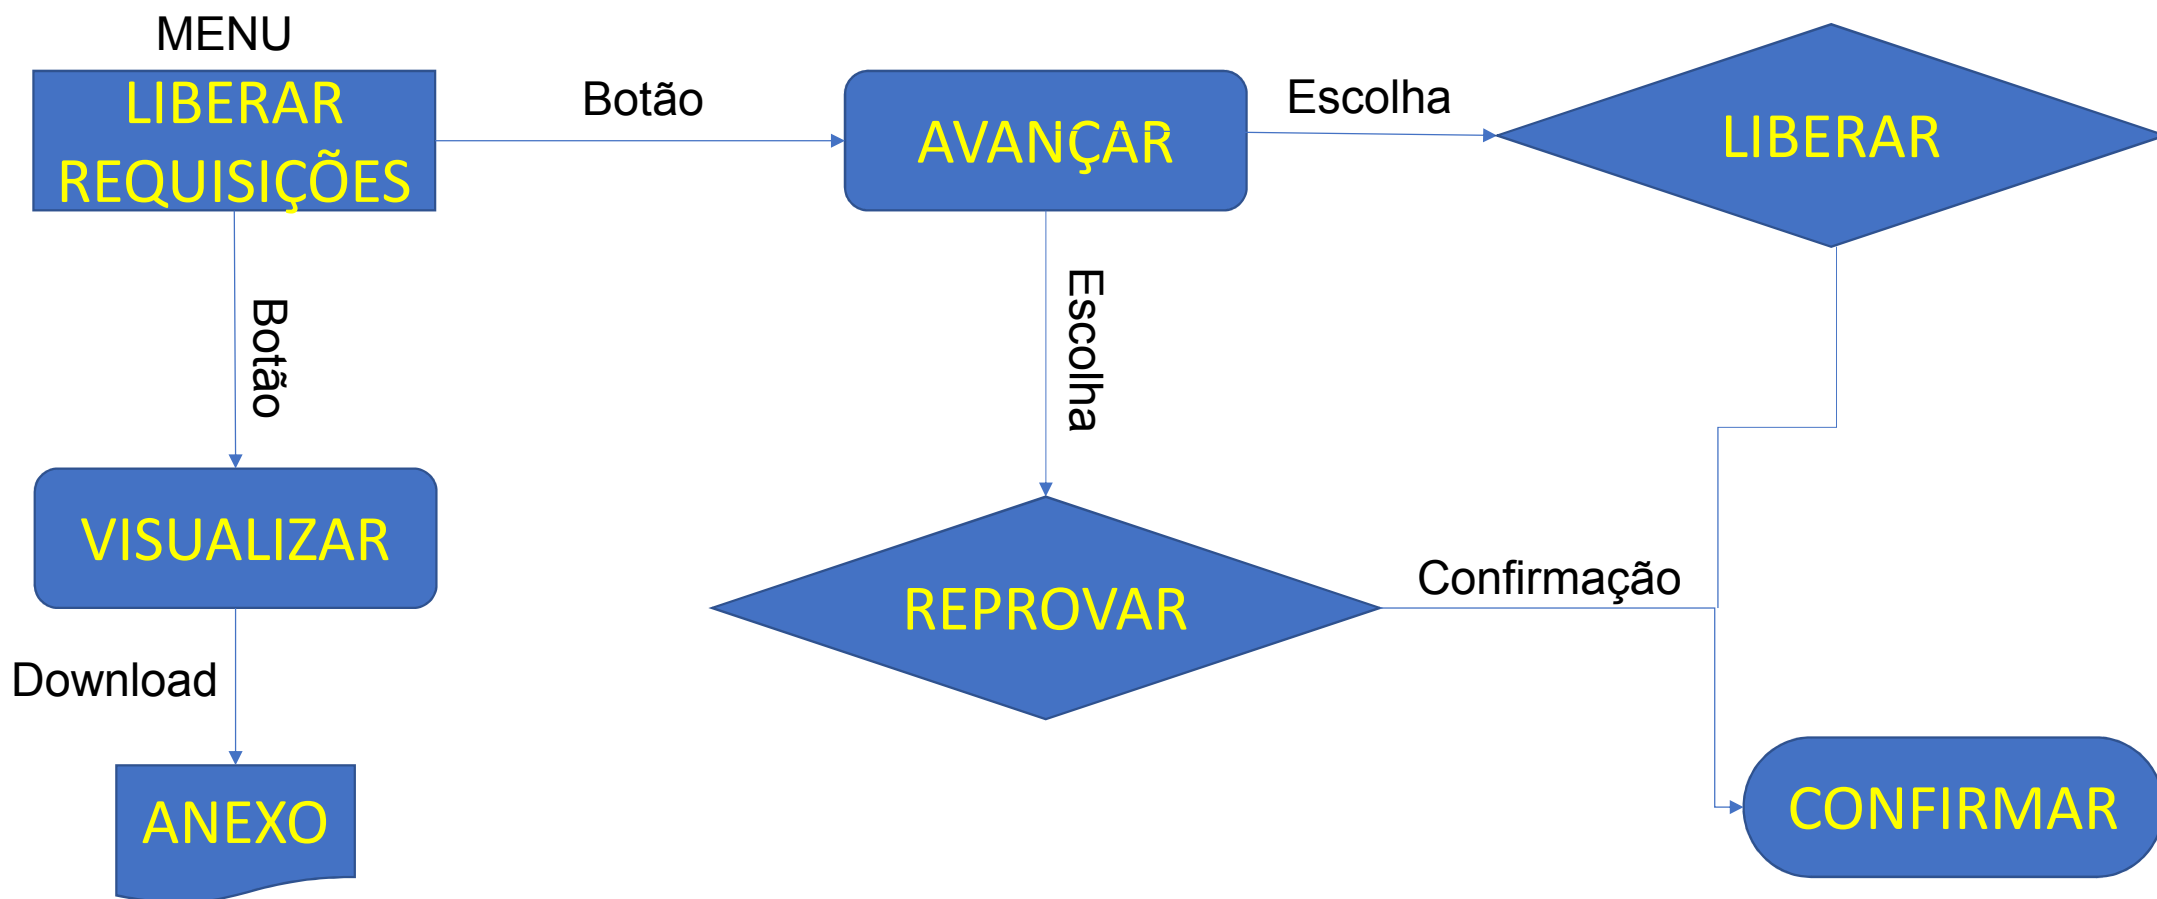 MENU
LIBERAR
REQUISIÇÕES
Botão
AVANÇAR
Escolha
LIBERAR
Botão
Escolha
VISUALIZAR
REPROVAR
Confirmação
Download
ANEXO
CONFIRMAR